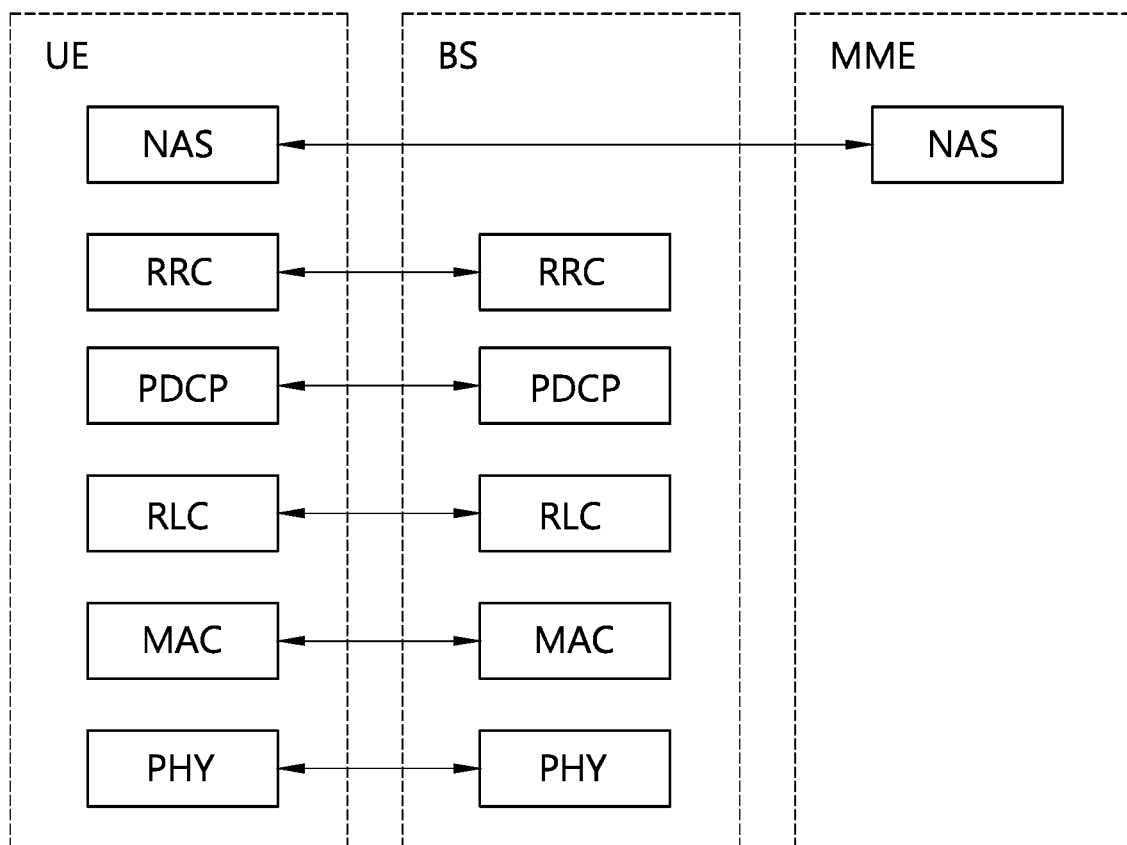 UE BS MME
NAS NAS
RRC RRC
PDCP PDCP
RLC RLC
MAC MAC
PHY PHY